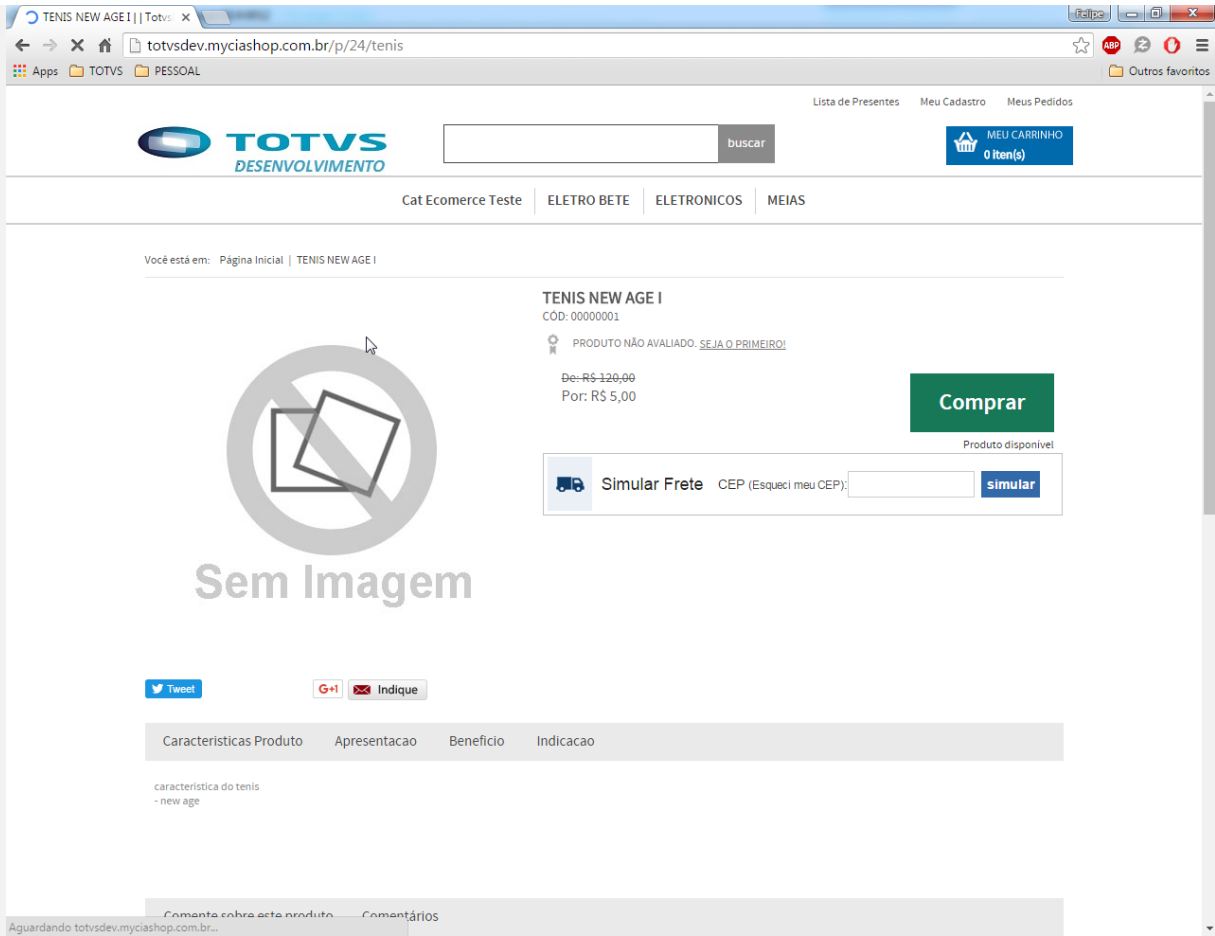 TENIS NEW AGE I | | Totvs
Felipe
totvsdev.myciashop.com.br/p/24/tenis
ABP
Apps TOTVS PESSOAL Outros favoritos
Lista de Presentes Meu Cadastro Meus Pedidos
TOTVS
DESENVOLVIMENTO
buscar
MEU CARRINHO
0 iten(s)
Cat Ecomerce Teste ELETRO BETE ELETRONICOS MEIAS
Você está em: Página Inicial | TENIS NEW AGE I
TENIS NEW AGE I
CÓD: 00000001
PRODUTO NÃO AVALIADO. SEJA O PRIMEIRO!
De: R$ 120,00
Por: R$ 5,00
Comprar
Produto disponível
Simular Frete CEP (Esqueci meu CEP): simular
Sem Imagem
Tweet G+1 Indique
Caracteristicas Produto Apresentacao Beneficio Indicacao
caracteristica do tenis
- new age
Comente sobre este produto Comentários
Aguardando totvsdev.myciashop.com.br...